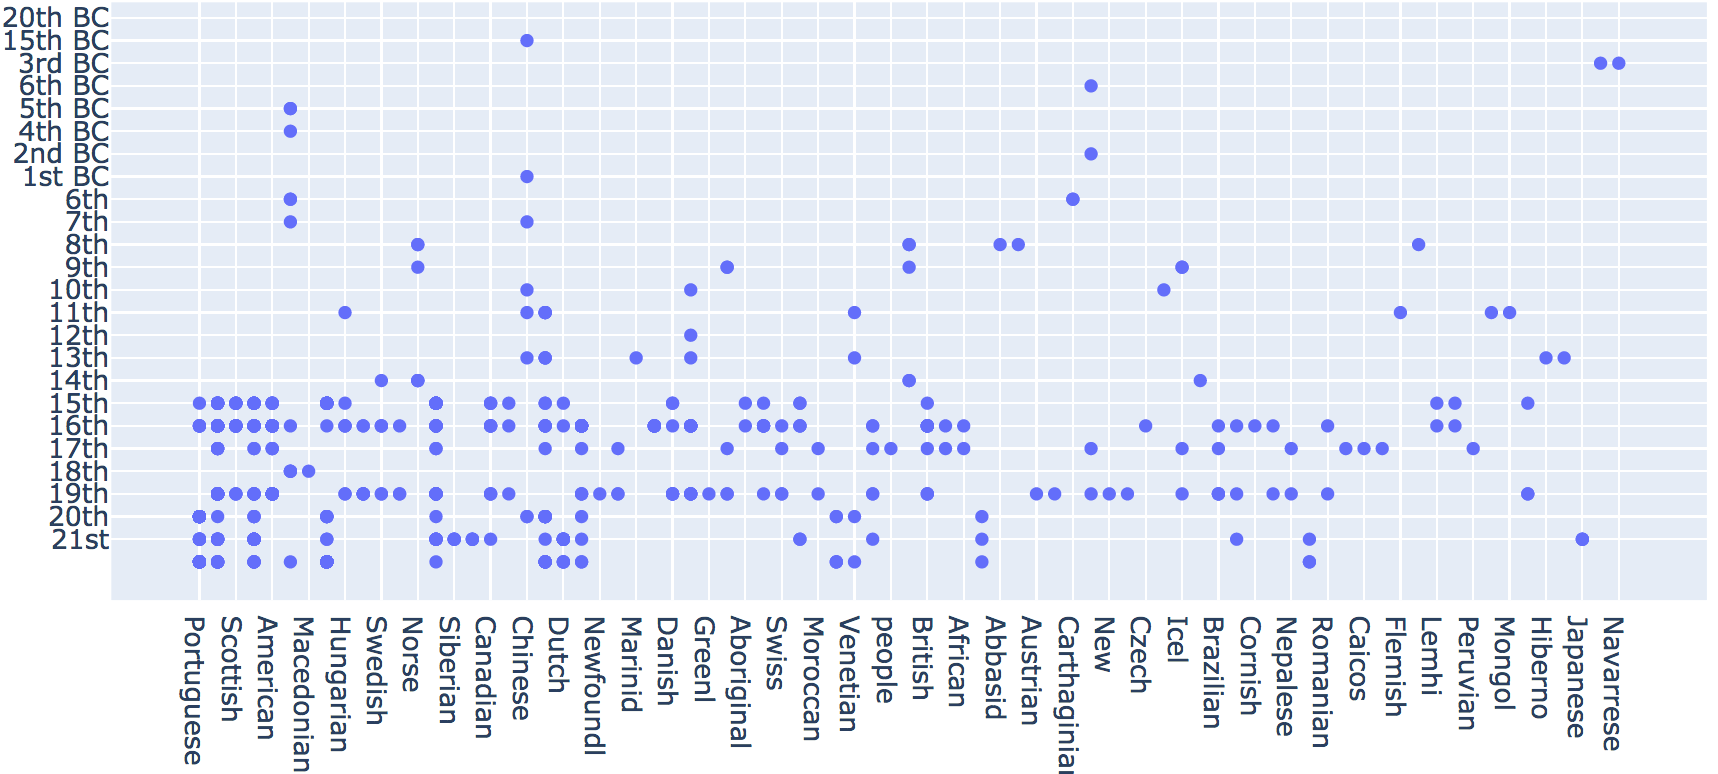 20th BC
15th BC
3rd BC
6th BC
5th BC
4th BC
2nd BC
1st BC
6th
7th
8th
9th
10th
11th
12th
13th
14th
15th
16th
17th
18th
19th
20th
21st
Portuguese
Scottish
American
Macedonian
Hungarian
Swedish
Norse
Siberian
Canadian
Chinese
Dutch
Newfoundl
Marinid
Danish
Greenl
Aboriginal
Swiss
Moroccan
Venetian
people
British
African
Abbasid
Austrian
Carthaginian
New
Czech
Icel
Brazilian
Cornish
Nepalese
Romanian
Caicos
Flemish
Lemhi
Peruvian
Mongol
Hiberno
Japanese
Navarrese